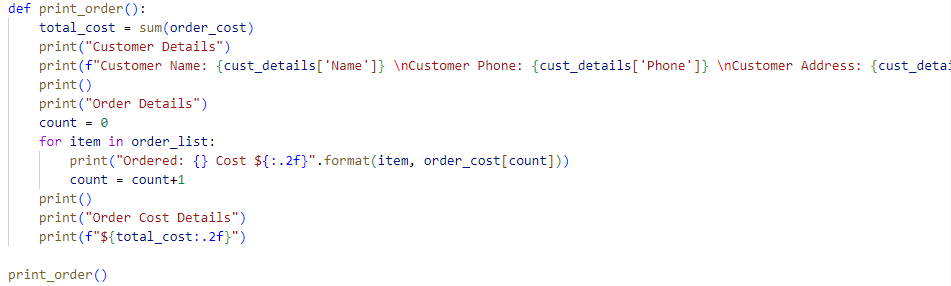 def print_order():
    total_cost = sum(order_cost)
    print("Customer Details")
    print(f"Customer Name: {cust_details['Name']} \nCustomer Phone: {cust_details['Phone']} \nCustomer Address: {cust_detai
    print()
    print("Order Details")
    count = 0
    for item in order_list:
        print("Ordered: {} Cost ${:.2f}".format(item, order_cost[count]))
        count = count+1
    print()
    print("Order Cost Details")
    print(f"${total_cost:.2f}")
print_order()